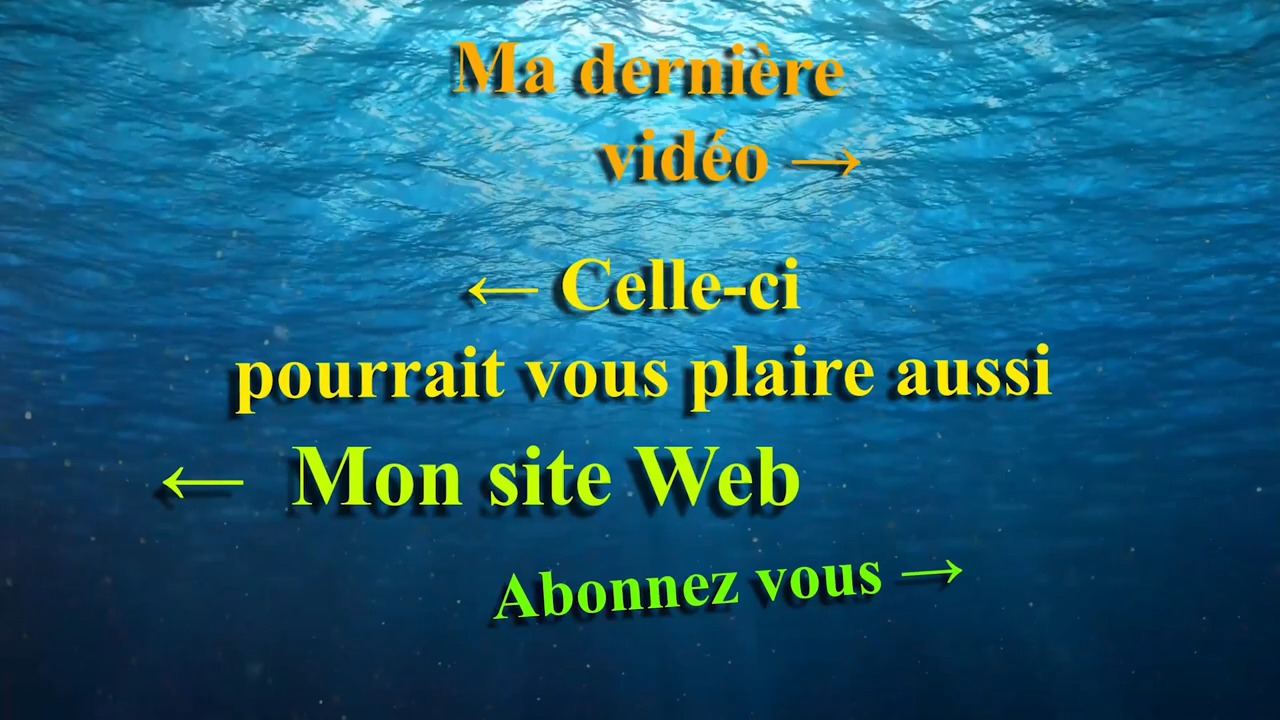 Ma dernière
vidéo →
← Celle-ci
pourrait vous plaire aussi
← Mon site Web
Abonnez vous →